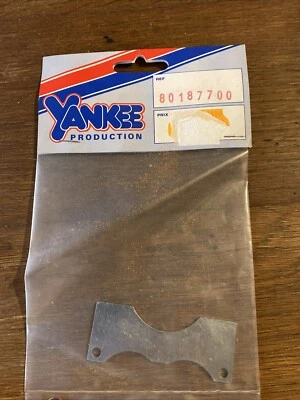 REF
80187700
YANKEE
PRODUCTION
PRIX